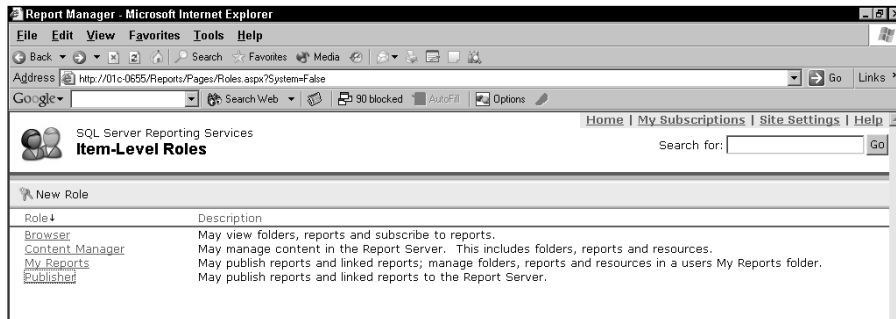 Report Manager - Microsoft Internet Explorer
File Edit View Favorites Tools Help
Back Search Favorites Media
Address http://01c-0655/Reports/Pages/Roles.aspx?System=False Go Links
Google Search Web 90 blocked AutoFill Options
Home | My Subscriptions | Site Settings | Help
SQL Server Reporting Services
Item-Level Roles
Search for: Go
New Role
Role↓ Description
Browser May view folders, reports and subscribe to reports.
Content Manager May manage content in the Report Server. This includes folders, reports and resources.
My Reports May publish reports and linked reports; manage folders, reports and resources in a users My Reports folder.
Publisher May publish reports and linked reports to the Report Server.